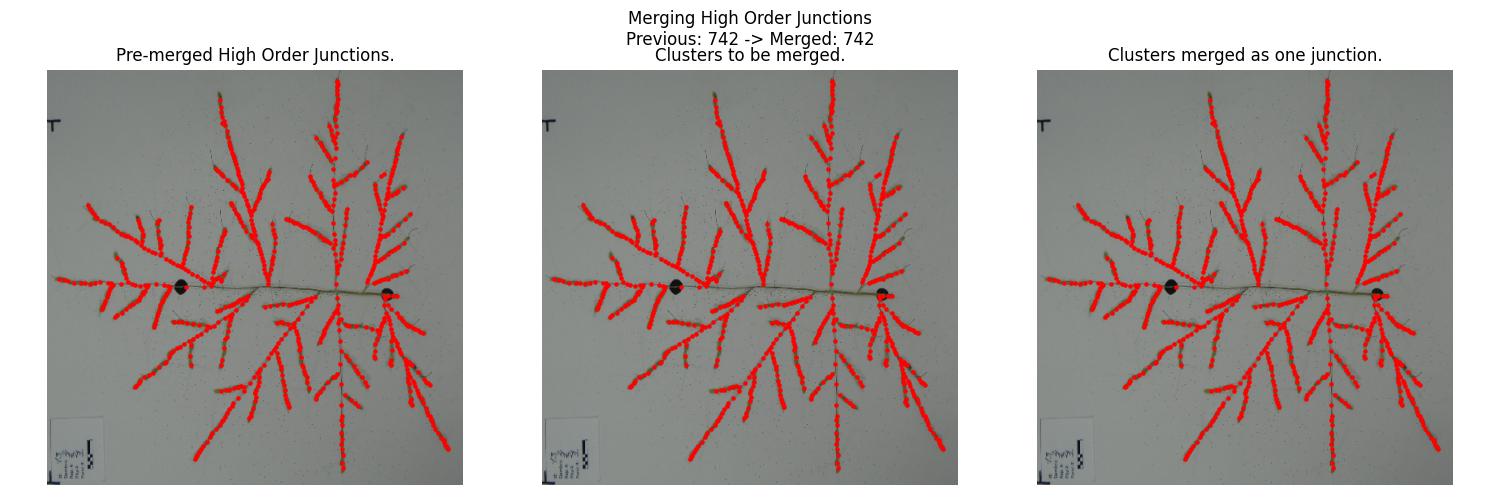 Merging High Order Junctions
Previous: 742 -> Merged: 742
Pre-merged High Order Junctions.
Clusters to be merged.
Clusters merged as one junction.